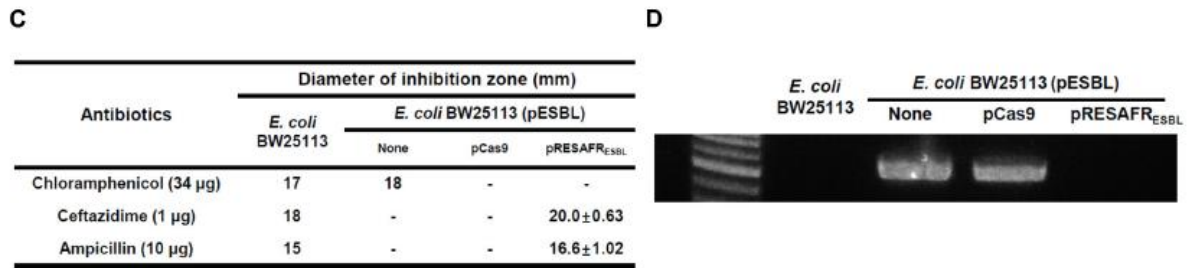 C
Antibiotics
Diameter of inhibition zone (mm)
E. coli
BW25113
E. coli BW25113 (pESBL)
None pCas9 pRESAFR_ESBL
Chloramphenicol (34 µg) 17 18 - -
Ceftazidime (1 µg) 18 - - 20.0±0.63
Ampicillin (10 µg) 15 - - 16.6±1.02
D
E. coli
BW25113
E. coli BW25113 (pESBL)
None pCas9 pRESAFR_ESBL